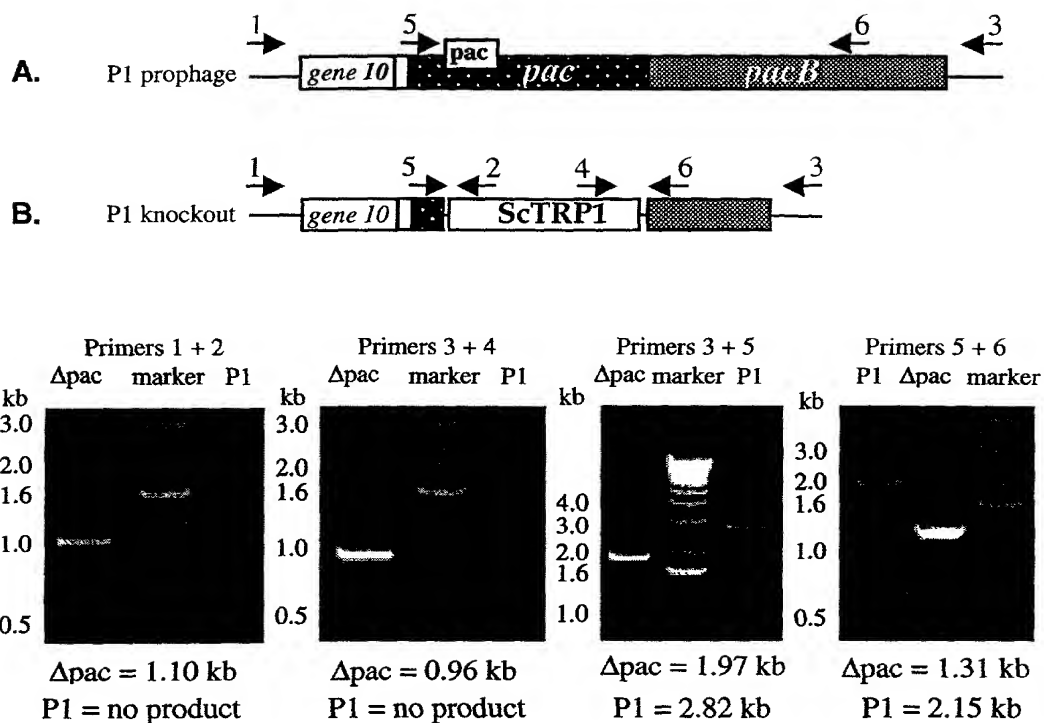 1 5 6 3
A. P1 prophage gene 10 pac pac pacB
1 5 2 4 6 3
B. P1 knockout gene 10 ScTRP1
Primers 1 + 2
Δpac marker P1
kb
3.0
2.0
1.6
1.0
0.5
Δpac = 1.10 kb
P1 = no product
Primers 3 + 4
Δpac marker P1
kb
3.0
2.0
1.6
1.0
0.5
Δpac = 0.96 kb
P1 = no product
Primers 3 + 5
Δpac marker P1
kb
4.0
3.0
2.0
1.6
1.0
Δpac = 1.97 kb
P1 = 2.82 kb
Primers 5 + 6
P1 Δpac marker
kb
3.0
2.0
1.6
1.0
0.5
Δpac = 1.31 kb
P1 = 2.15 kb